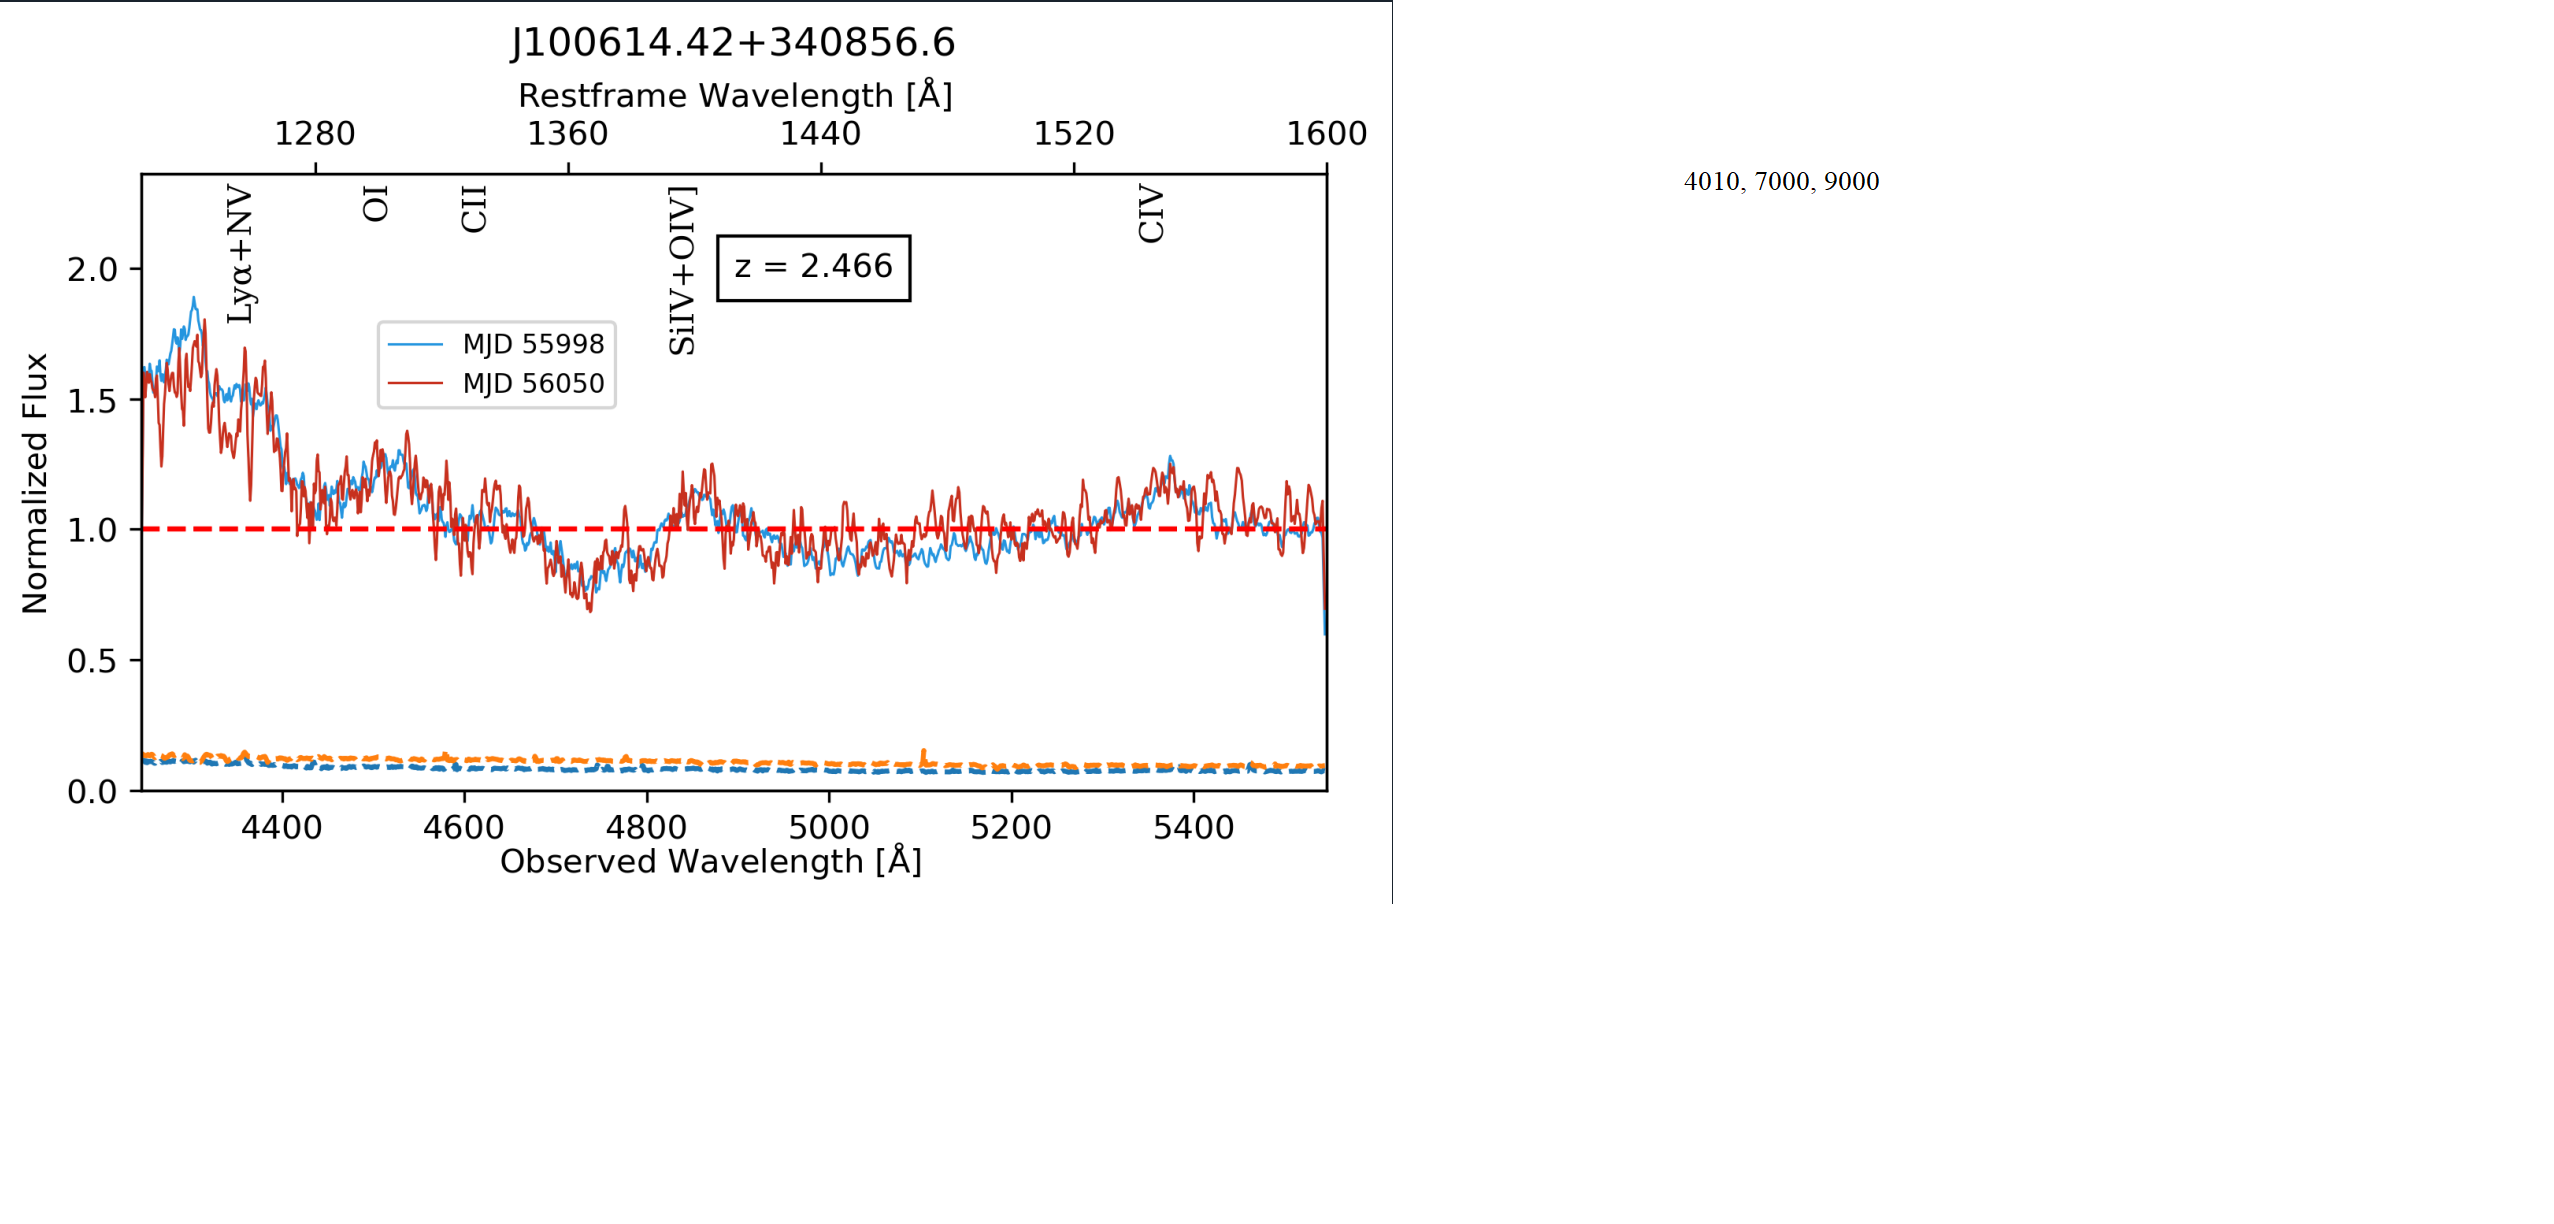 J100614.42+340856.6
Restframe Wavelength [Å]
1280 1360 1440 1520 1600
Lyα+NV
OI
CII
SiIV+OIV]
CIV
z = 2.466
MJD 55998
MJD 56050
Normalized Flux
2.0
1.5
1.0
0.5
0.0
4400 4600 4800 5000 5200 5400
Observed Wavelength [Å]
4010, 7000, 9000